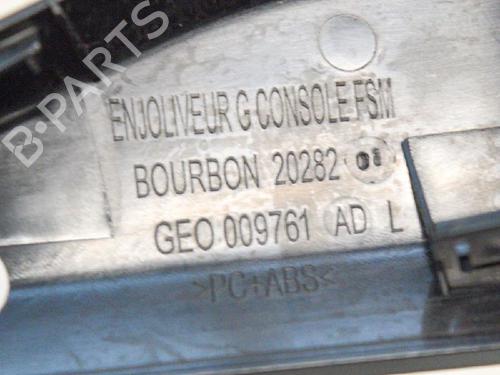 B-PARTS
ENJOLIVEUR G CONSOLE FSM
BOURBON 20282
GEO 009761 AD L
>PC+ABS<